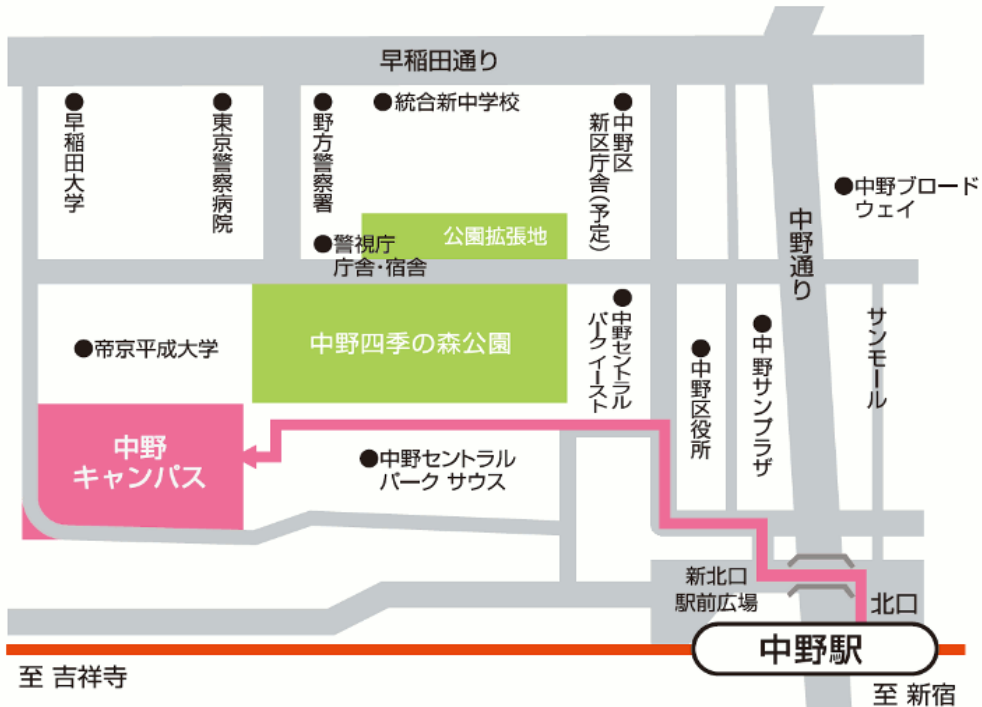 早稲田通り
●早稲田大学
●東京警察病院
●野方警察署
●統合新中学校
●中野区
新区庁舎(予定)
●中野ブロード
ウェイ
中野通り
公園拡張地
●警視庁
庁舎・宿舎
●帝京平成大学
中野四季の森公園
●中野セントラル
パーク イースト
●中野区役所
●中野サンプラザ
サンモール
中野
キャンパス
●中野セントラル
パーク サウス
新北口
駅前広場
北口
中野駅
至 吉祥寺
至 新宿